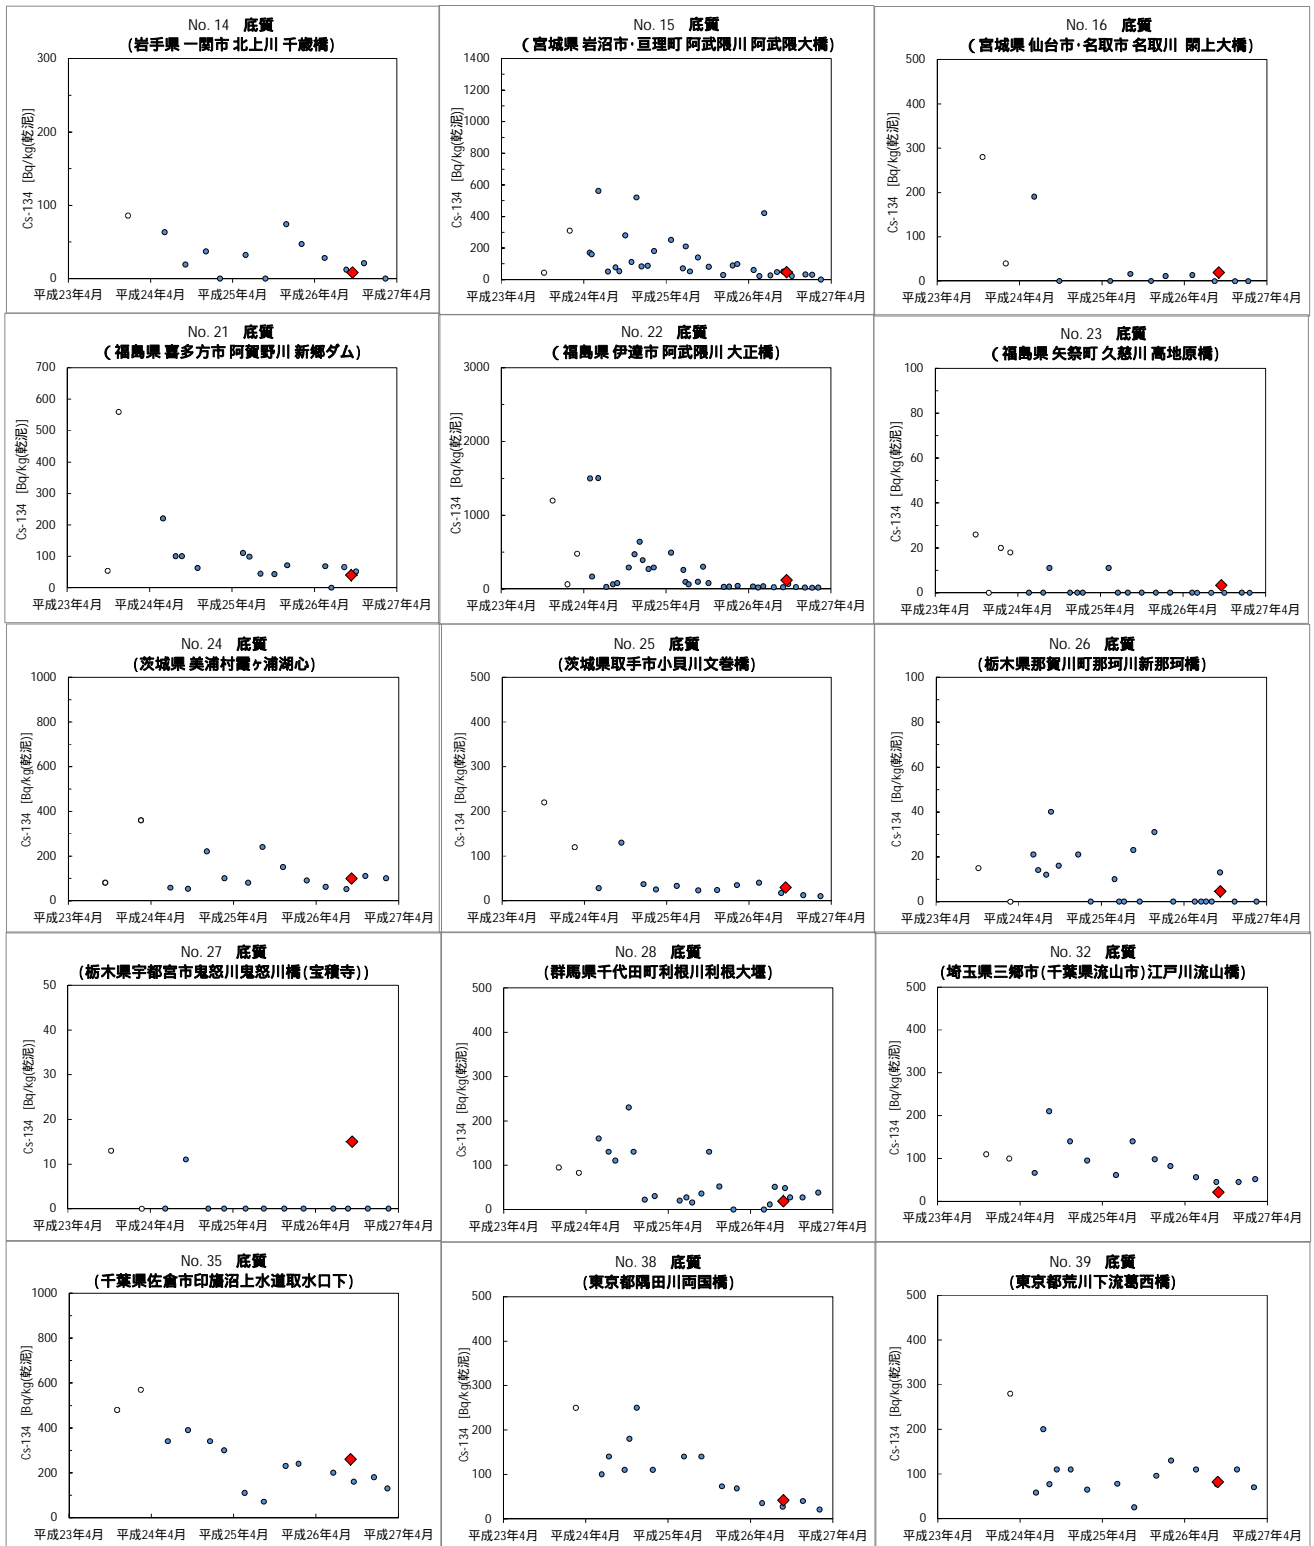 No. 14 底質
(岩手県 一関市 北上川 千歳橋)
Cs-134 [Bq/kg(乾泥)]
300
200
100
0
平成23年4月 平成24年4月 平成25年4月 平成26年4月 平成27年4月
No. 15 底質
( 宮城県 岩沼市・亘理町 阿武隈川 阿武隈大橋)
Cs-134 [Bq/kg(乾泥)]
1400
1200
1000
800
600
400
200
0
平成23年4月 平成24年4月 平成25年4月 平成26年4月 平成27年4月
No. 16 底質
( 宮城県 仙台市・名取市 名取川 閖上大橋)
Cs-134 [Bq/kg(乾泥)]
500
400
300
200
100
0
平成23年4月 平成24年4月 平成25年4月 平成26年4月 平成27年4月
No. 21 底質
( 福島県 喜多方市 阿賀野川 新郷ダム)
Cs-134 [Bq/kg(乾泥)]
700
600
500
400
300
200
100
0
平成23年4月 平成24年4月 平成25年4月 平成26年4月 平成27年4月
No. 22 底質
( 福島県 伊達市 阿武隈川 大正橋)
Cs-134 [Bq/kg(乾泥)]
3000
2000
1000
0
平成23年4月 平成24年4月 平成25年4月 平成26年4月 平成27年4月
No. 23 底質
( 福島県 矢祭町 久慈川 高地原橋)
Cs-134 [Bq/kg(乾泥)]
100
80
60
40
20
0
平成23年4月 平成24年4月 平成25年4月 平成26年4月 平成27年4月
No. 24 底質
(茨城県 美浦村霞ヶ浦湖心)
Cs-134 [Bq/kg(乾泥)]
1000
800
600
400
200
0
平成23年4月 平成24年4月 平成25年4月 平成26年4月 平成27年4月
No. 25 底質
(茨城県取手市小貝川文巻橋)
Cs-134 [Bq/kg(乾泥)]
500
400
300
200
100
0
平成23年4月 平成24年4月 平成25年4月 平成26年4月 平成27年4月
No. 26 底質
(栃木県那賀川町那珂川新那珂橋)
Cs-134 [Bq/kg(乾泥)]
100
80
60
40
20
0
平成23年4月 平成24年4月 平成25年4月 平成26年4月 平成27年4月
No. 27 底質
(栃木県宇都宮市鬼怒川鬼怒川橋(宝積寺))
Cs-134 [Bq/kg(乾泥)]
50
40
30
20
10
0
平成23年4月 平成24年4月 平成25年4月 平成26年4月 平成27年4月
No. 28 底質
(群馬県千代田町利根川利根大堰)
Cs-134 [Bq/kg(乾泥)]
500
400
300
200
100
0
平成23年4月 平成24年4月 平成25年4月 平成26年4月 平成27年4月
No. 32 底質
(埼玉県三郷市(千葉県流山市)江戸川流山橋)
Cs-134 [Bq/kg(乾泥)]
500
400
300
200
100
0
平成23年4月 平成24年4月 平成25年4月 平成26年4月 平成27年4月
No. 35 底質
(千葉県佐倉市印旛沼上水道取水口下)
Cs-134 [Bq/kg(乾泥)]
1000
800
600
400
200
0
平成23年4月 平成24年4月 平成25年4月 平成26年4月 平成27年4月
No. 38 底質
(東京都隅田川両国橋)
Cs-134 [Bq/kg(乾泥)]
500
400
300
200
100
0
平成23年4月 平成24年4月 平成25年4月 平成26年4月 平成27年4月
No. 39 底質
(東京都荒川下流葛西橋)
Cs-134 [Bq/kg(乾泥)]
500
400
300
200
100
0
平成23年4月 平成24年4月 平成25年4月 平成26年4月 平成27年4月